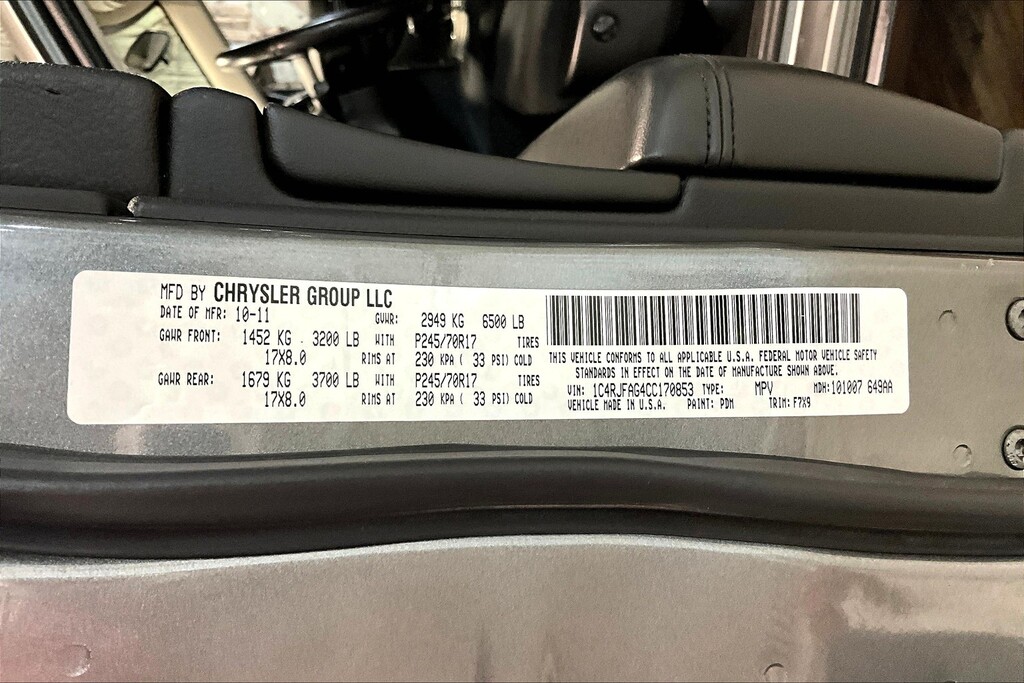 MFD BY CHRYSLER GROUP LLC
DATE OF MFR: 10-11 GVWR: 2949 KG 6500 LB
GAWR FRONT: 1452 KG 3200 LB WITH P245/70R17 TIRES
17X8.0 RIMS AT 230 KPA ( 33 PSI) COLD
GAWR REAR: 1679 KG 3700 LB WITH P245/70R17 TIRES
17X8.0 RIMS AT 230 KPA ( 33 PSI) COLD
THIS VEHICLE CONFORMS TO ALL APPLICABLE U.S.A. FEDERAL MOTOR VEHICLE SAFETY
STANDARDS IN EFFECT ON THE DATE OF MANUFACTURE SHOWN ABOVE.
VIN: 1C4RJFAG4CC170853 TYPE: MPV MDH: 101007 649AA
VEHICLE MADE IN U.S.A. PAINT: PDM TRIM: F7X9